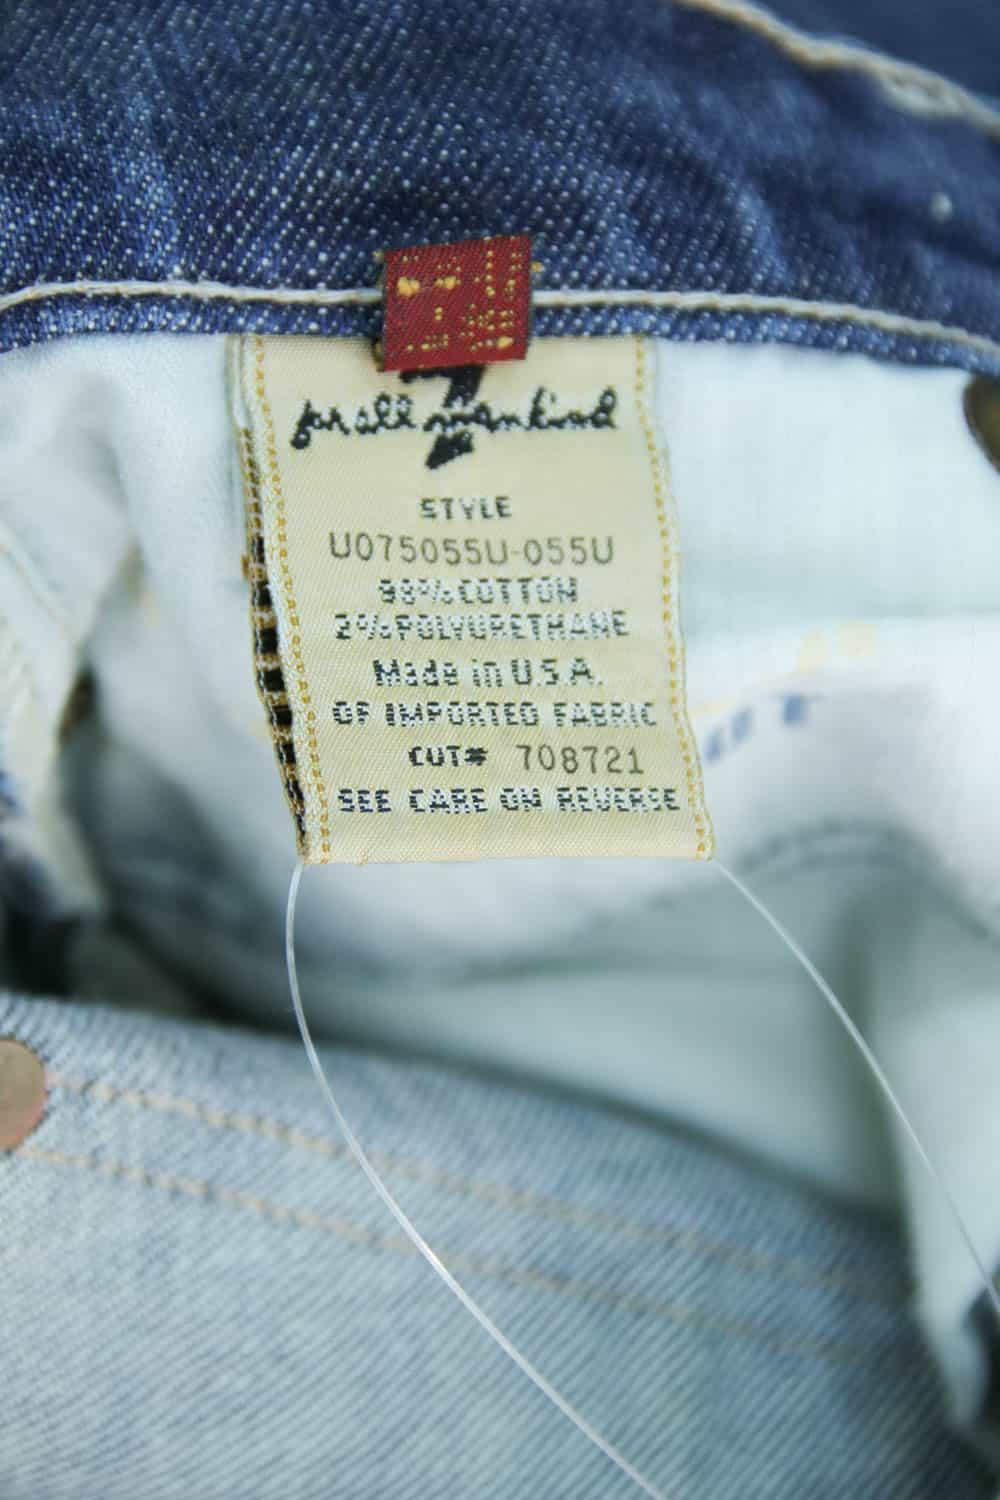 7
for all mankind
STYLE
U075055U-055U
98% COTTON
2% POLYURETHANE
Made in U.S.A.
OF IMPORTED FABRIC
CUT# 708721
SEE CARE ON REVERSE